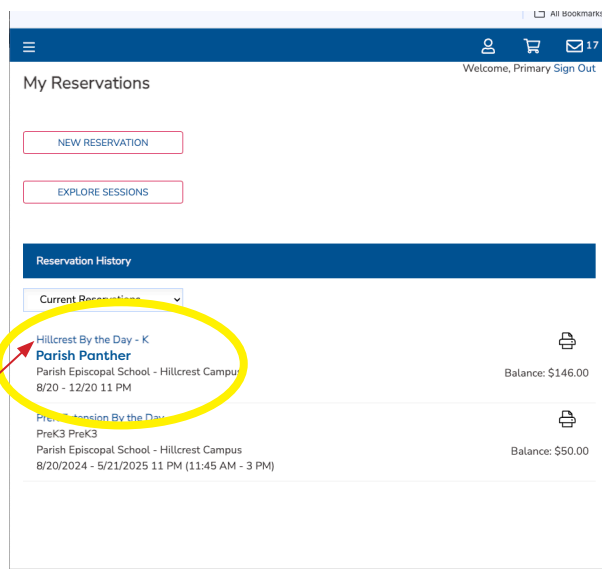 All Bookmarks
17
Welcome, Primary Sign Out
My Reservations
NEW RESERVATION
EXPLORE SESSIONS
Reservation History
Current Reservations
Hillcrest By the Day - K
Parish Panther
Parish Episcopal School - Hillcrest Campus
Balance: $146.00
8/20 - 12/20 11 PM
Extension By the Day
PreK3 PreK3
Parish Episcopal School - Hillcrest Campus
Balance: $50.00
8/20/2024 - 5/21/2025 11 PM (11:45 AM - 3 PM)